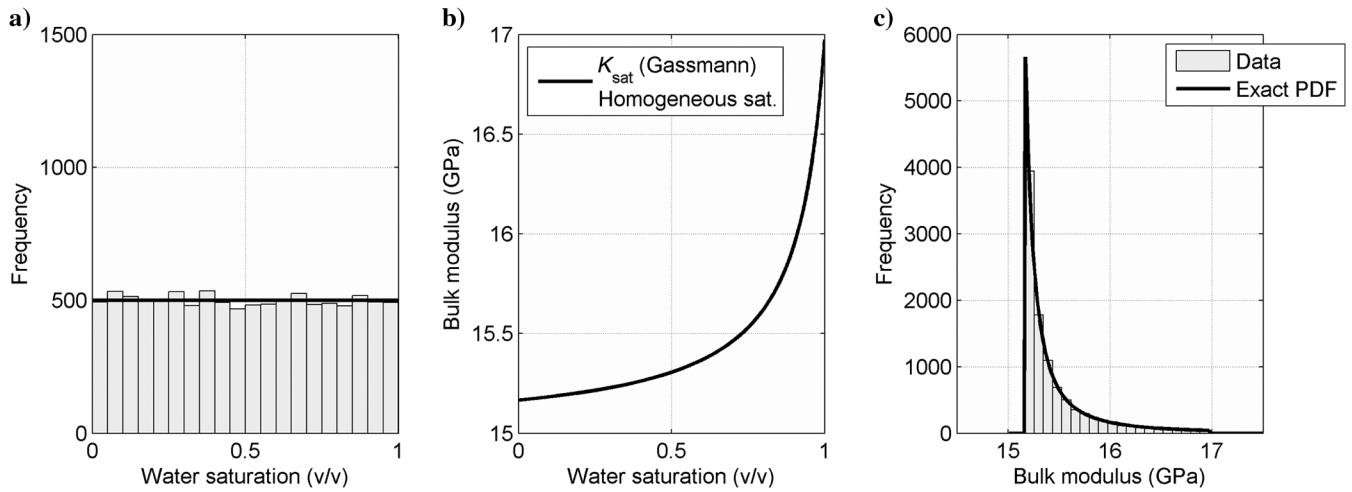 a)
1500
1000
500
0
Frequency
0
0.5
1
Water saturation (v/v)
b)
17
16.5
16
15.5
15
Bulk modulus (GPa)
K_sat (Gassmann)
Homogeneous sat.
0
0.5
1
Water saturation (v/v)
c)
6000
5000
4000
3000
2000
1000
0
Frequency
Data
Exact PDF
15
16
17
Bulk modulus (GPa)